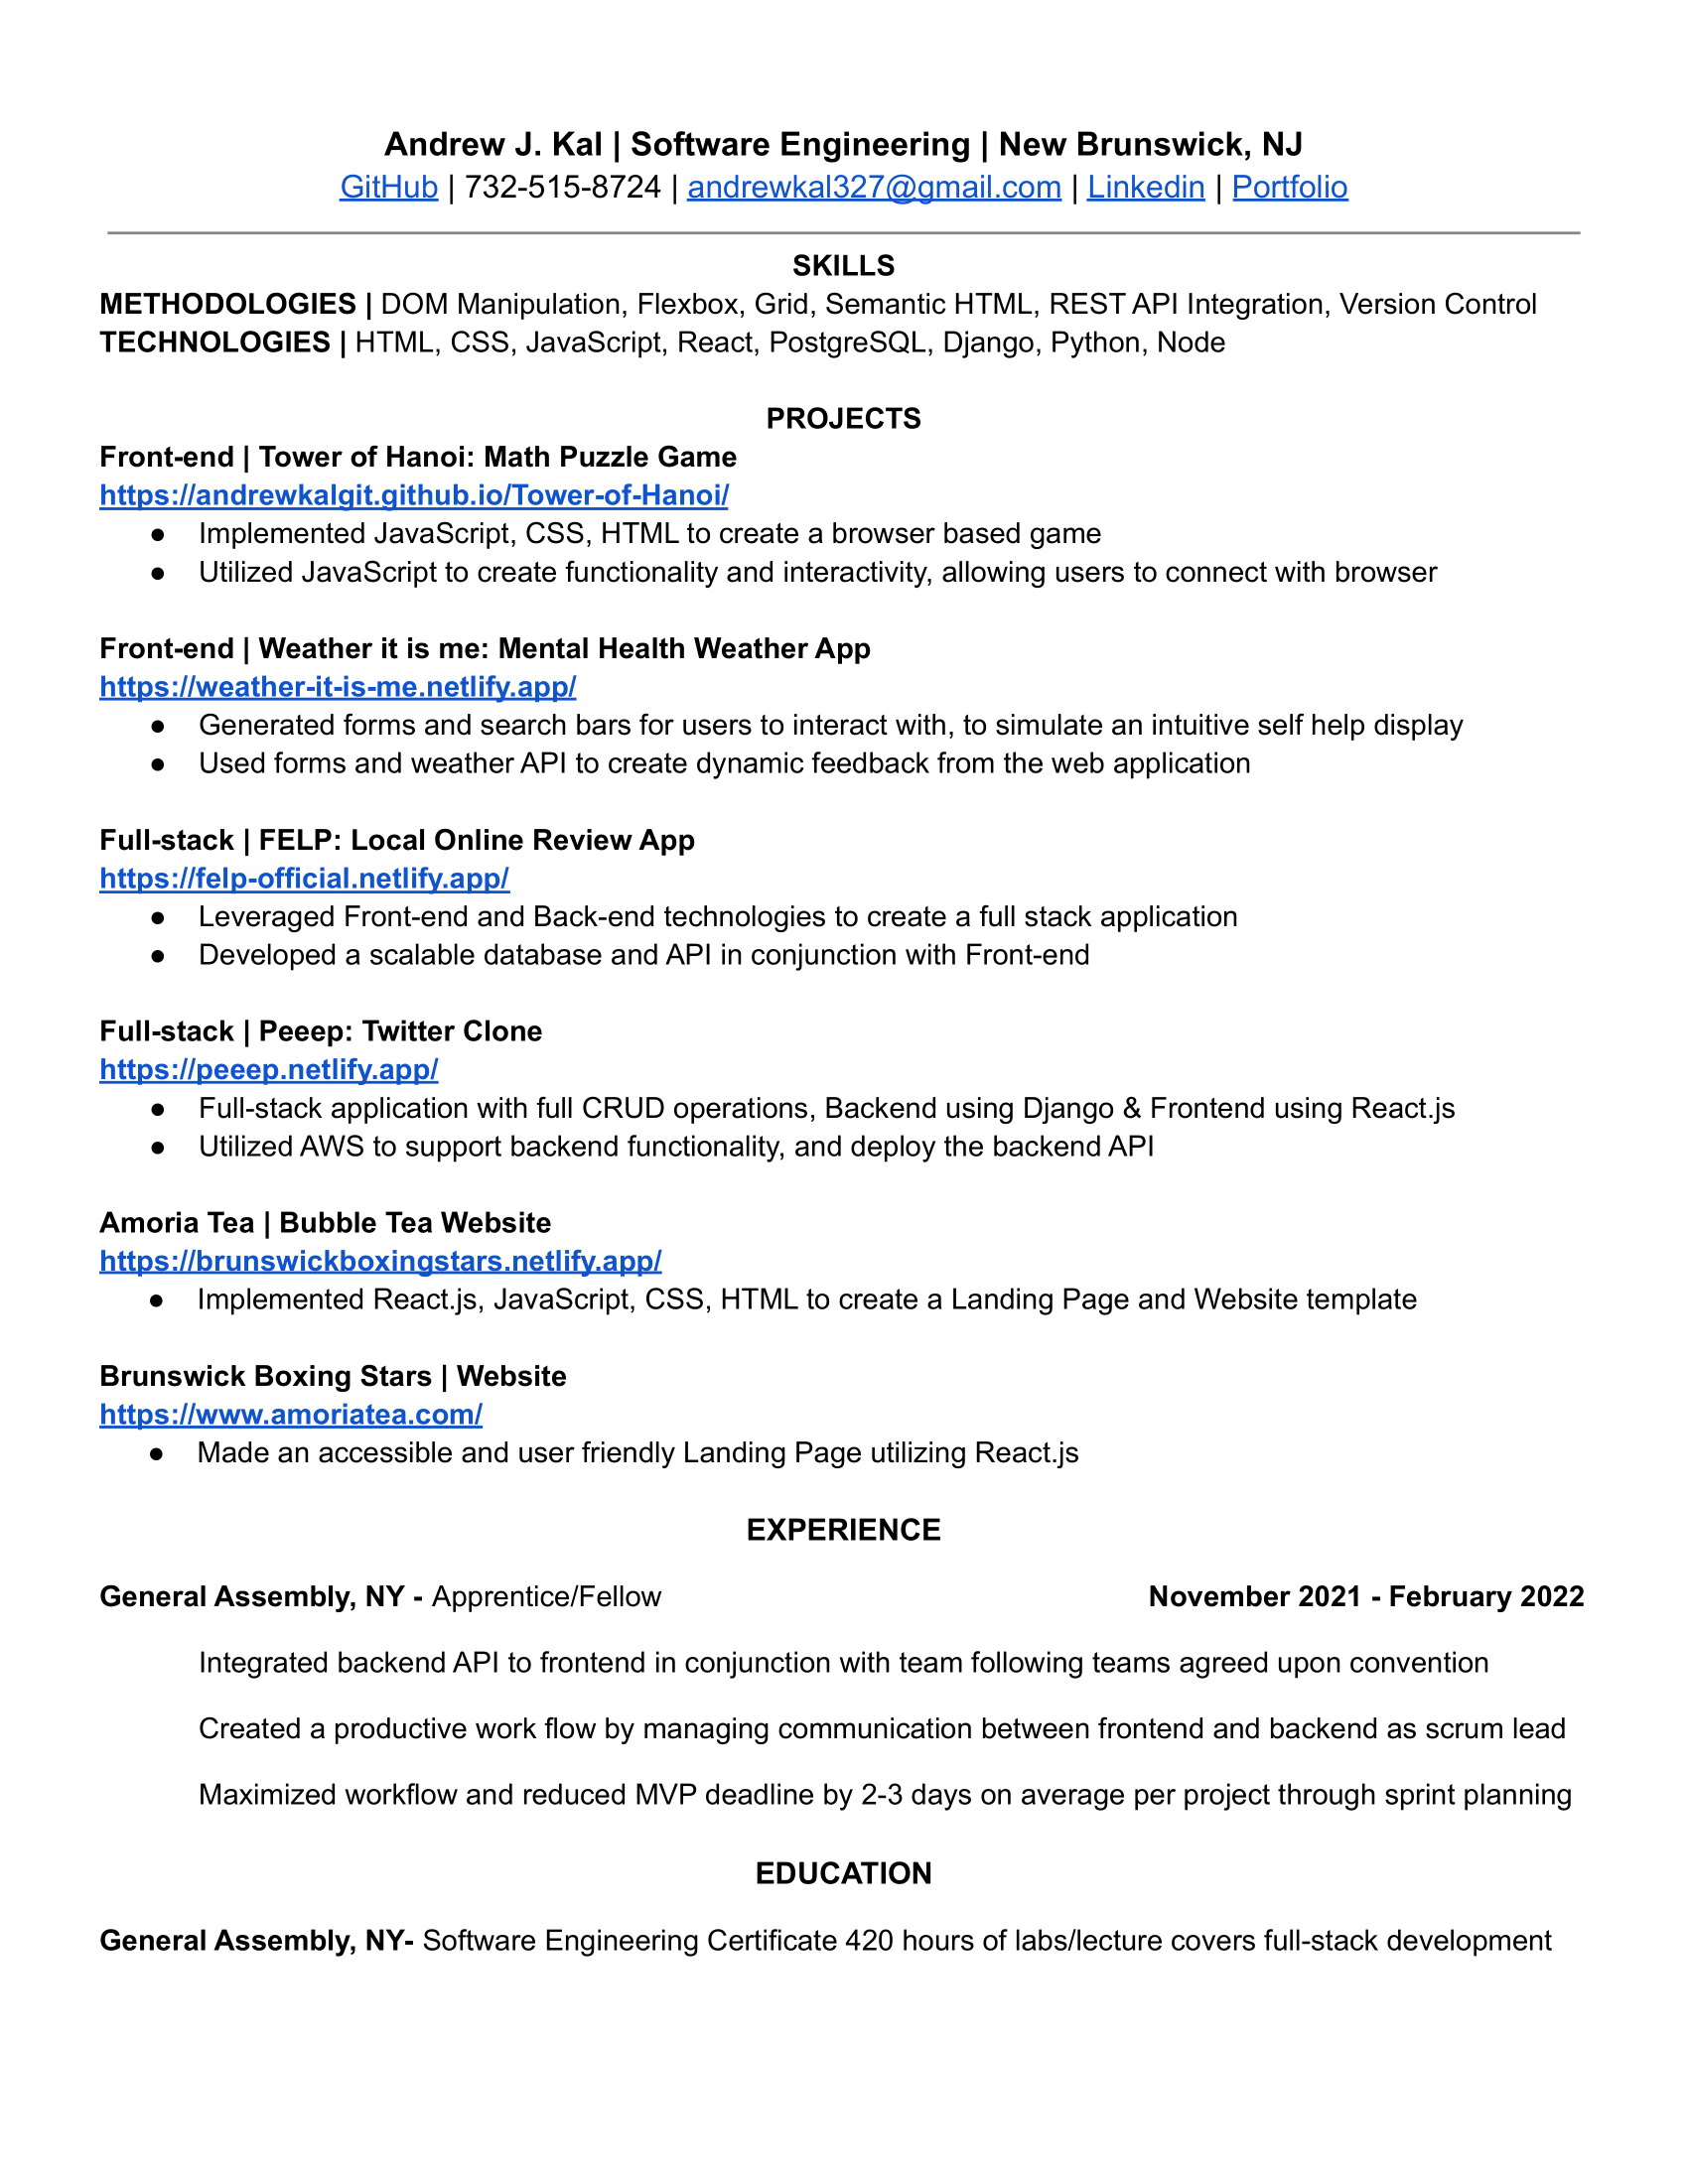 Andrew J. Kal | Software Engineering | New Brunswick, NJ
GitHub | 732-515-8724 | andrewkal327@gmail.com | Linkedin | Portfolio
SKILLS
METHODOLOGIES | DOM Manipulation, Flexbox, Grid, Semantic HTML, REST API Integration, Version Control
TECHNOLOGIES | HTML, CSS, JavaScript, React, PostgreSQL, Django, Python, Node
PROJECTS
Front-end | Tower of Hanoi: Math Puzzle Game
https://andrewkalgit.github.io/Tower-of-Hanoi/
● Implemented JavaScript, CSS, HTML to create a browser based game
● Utilized JavaScript to create functionality and interactivity, allowing users to connect with browser
Front-end | Weather it is me: Mental Health Weather App
https://weather-it-is-me.netlify.app/
● Generated forms and search bars for users to interact with, to simulate an intuitive self help display
● Used forms and weather API to create dynamic feedback from the web application
Full-stack | FELP: Local Online Review App
https://felp-official.netlify.app/
● Leveraged Front-end and Back-end technologies to create a full stack application
● Developed a scalable database and API in conjunction with Front-end
Full-stack | Peeep: Twitter Clone
https://peeep.netlify.app/
● Full-stack application with full CRUD operations, Backend using Django & Frontend using React.js
● Utilized AWS to support backend functionality, and deploy the backend API
Amoria Tea | Bubble Tea Website
https://brunswickboxingstars.netlify.app/
● Implemented React.js, JavaScript, CSS, HTML to create a Landing Page and Website template
Brunswick Boxing Stars | Website
https://www.amoriatea.com/
● Made an accessible and user friendly Landing Page utilizing React.js
EXPERIENCE
General Assembly, NY - Apprentice/Fellow November 2021 - February 2022
Integrated backend API to frontend in conjunction with team following teams agreed upon convention
Created a productive work flow by managing communication between frontend and backend as scrum lead
Maximized workflow and reduced MVP deadline by 2-3 days on average per project through sprint planning
EDUCATION
General Assembly, NY- Software Engineering Certificate 420 hours of labs/lecture covers full-stack development